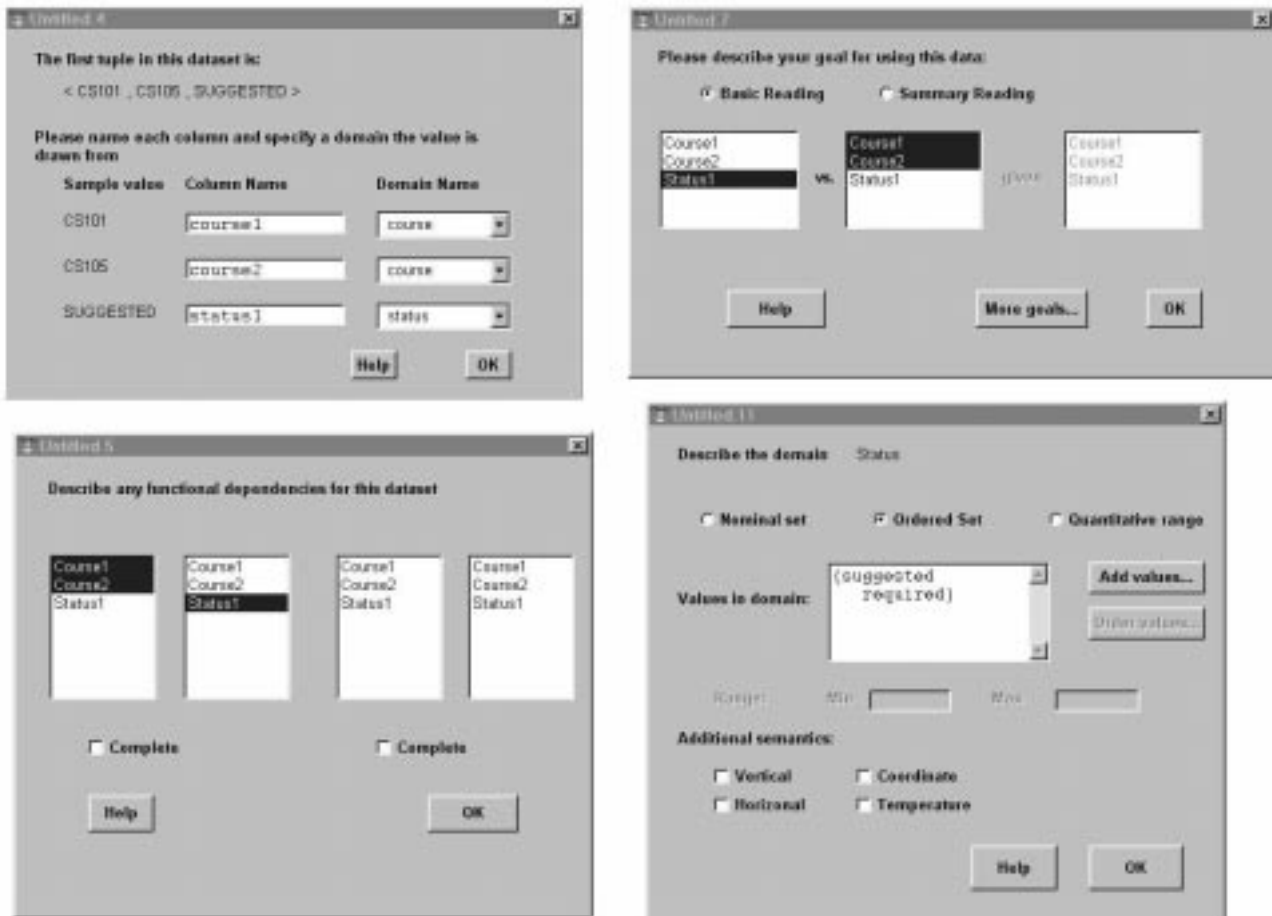 Untitled 4
The first tuple in this dataset is:
< CS101 , CS105 , SUGGESTED >
Please name each column and specify a domain the value is
drawn from
Sample value Column Name Domain Name
CS101 course1 course
CS105 course2 course
SUGGESTED status1 status
Help OK
Untitled 7
Please describe your goal for using this data:
Basic Reading Summary Reading
Course1 Course1 Course1
Course2 Course2 Course2
Status1 vs. Status1 given Status1
Help More goals... OK
Untitled 5
Describe any functional dependencies for this dataset
Course1 Course1 Course1 Course1
Course2 Course2 Course2 Course2
Status1 Status1 Status1 Status1
Complete Complete
Help OK
Untitled 11
Describe the domain Status
Nominal set Ordered Set Quantitative range
(suggested Add values...
Values in domain: required)
Order values...
Range: Min Max
Additional semantics:
Vertical Coordinate
Horizonal Temperature
Help OK